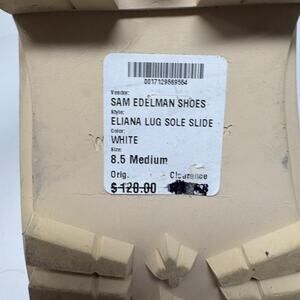 0017129569564
Vendor:
SAM EDELMAN SHOES
Style:
ELIANA LUG SOLE SLIDE
Color:
WHITE
Size:
8.5 Medium
Orig. Clearance
$ 120.00